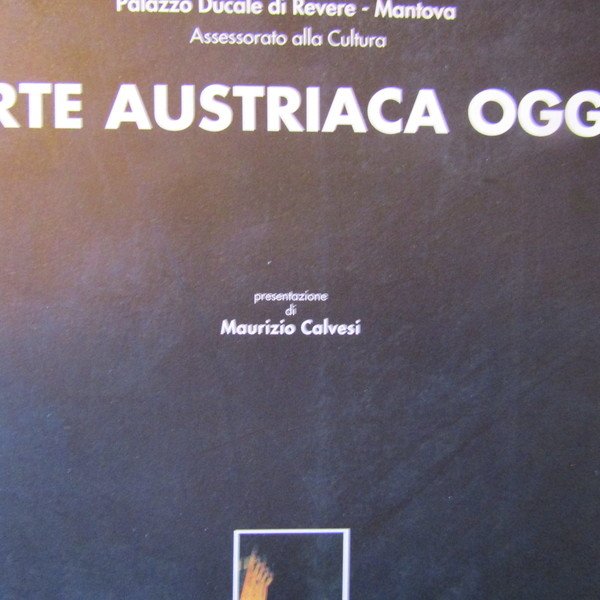 Palazzo Ducale di Revere - Mantova
Assessorato alla Cultura
RTE AUSTRIACA OGG
presentazione
di
Maurizio Calvesi